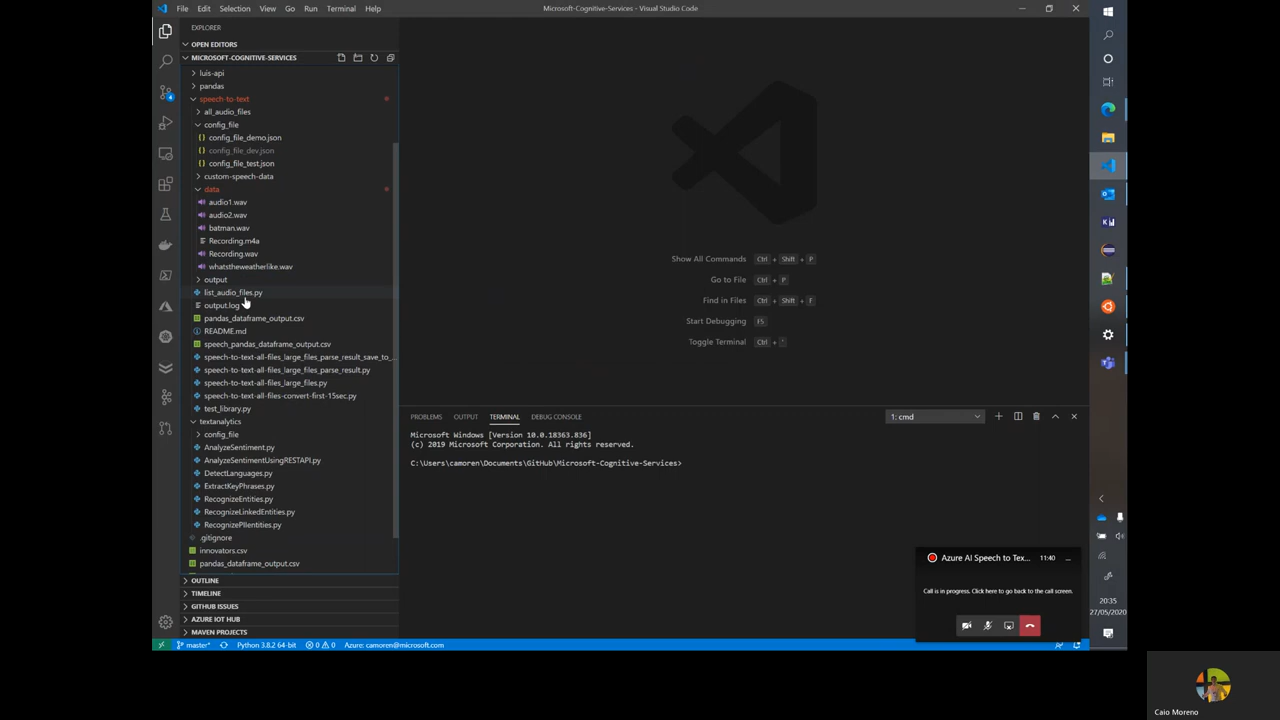 File Edit Selection View Go Run Terminal Help
Microsoft-Cognitive-Services - Visual Studio Code
EXPLORER
OPEN EDITORS
MICROSOFT-COGNITIVE-SERVICES
luis-api
pandas
speech-to-text
all_audio_files
config_file
config_file_demo.json
config_file_dev.json
config_file_test.json
custom-speech-data
data
audio1.wav
audio2.wav
batman.wav
Recording.m4a
Recording.wav
whatstheweatherlike.wav
output
list_audio_files.py
output.log
pandas_dataframe_output.csv
README.md
speech_pandas_dataframe_output.csv
speech-to-text-all-files_large_files_parse_result_save_to_...
speech-to-text-all-files_large_files_parse_result.py
speech-to-text-all-files_large_files.py
speech-to-text-all-files-convert-first-15sec.py
test_library.py
textanalytics
config_file
AnalyzeSentiment.py
AnalyzeSentimentUsingRESTAPI.py
DetectLanguages.py
ExtractKeyPhrases.py
RecognizeEntities.py
RecognizeLinkedEntities.py
RecognizePIIentities.py
.gitignore
innovators.csv
pandas_dataframe_output.csv
OUTLINE
TIMELINE
GITHUB ISSUES
AZURE IOT HUB
MAVEN PROJECTS
4
Show All Commands Ctrl + Shift + P
Go to File Ctrl + P
Find in Files Ctrl + Shift + F
Start Debugging F5
Toggle Terminal Ctrl + '
PROBLEMS OUTPUT TERMINAL DEBUG CONSOLE
1: cmd
Microsoft Windows [Version 10.0.18363.836]
(c) 2019 Microsoft Corporation. All rights reserved.
C:\Users\camoren\Documents\GitHub\Microsoft-Cognitive-Services>
Azure AI Speech to Tex... 11:40
Call is in progress. Click here to go back to the call screen.
master* Python 3.8.2 64-bit 0 0 Azure: camoren@microsoft.com
20:35
27/05/2020
Caio Moreno